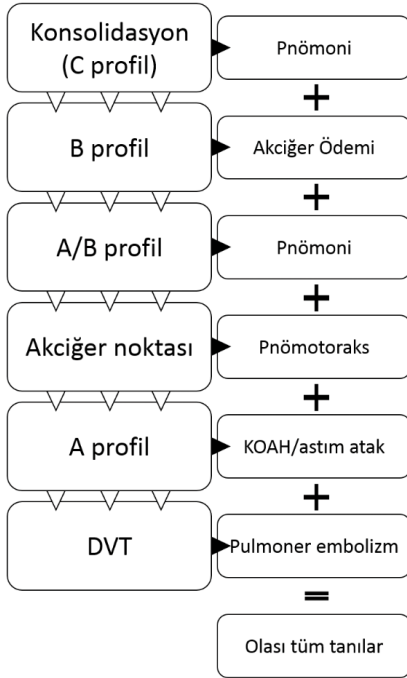 Konsolidasyon
(C profil)
Pnömoni
+
B profil
Akciğer Ödemi
+
A/B profil
Pnömoni
+
Akciğer noktası
Pnömotoraks
+
A profil
KOAH/astım atak
+
DVT
Pulmoner embolizm
=
Olası tüm tanılar